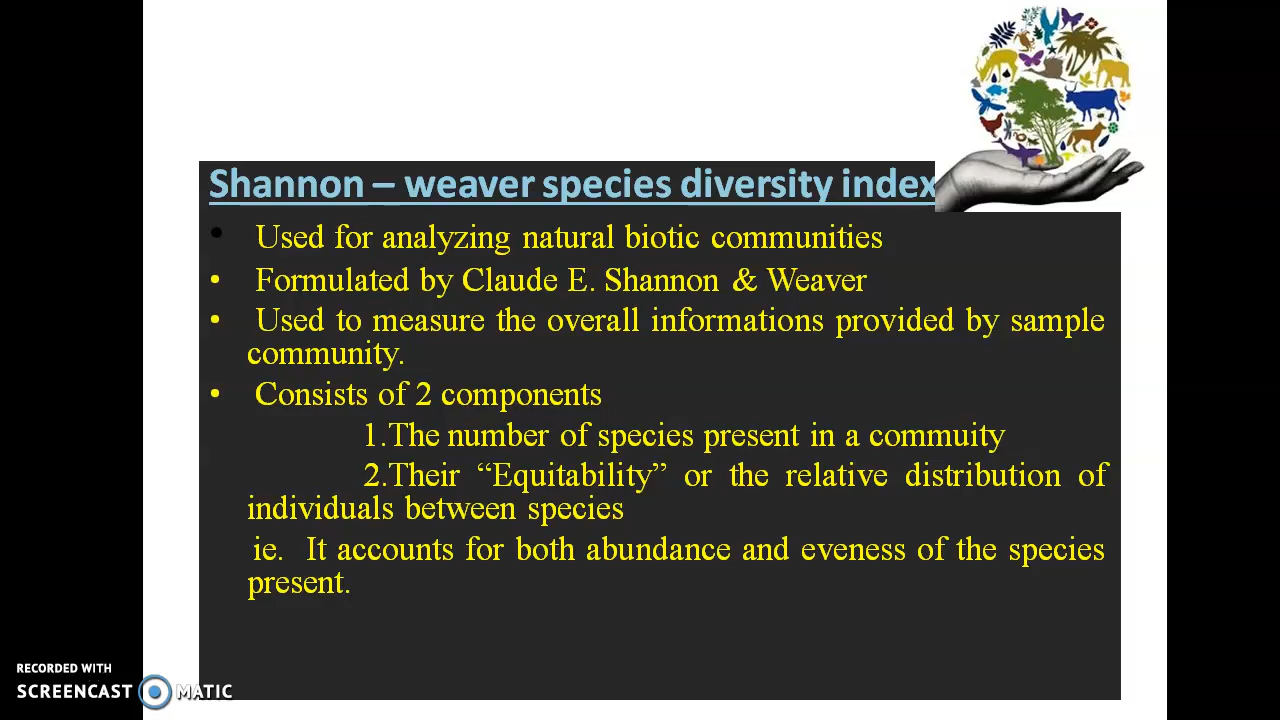 Shannon – weaver species diversity index
• Used for analyzing natural biotic communities
• Formulated by Claude E. Shannon & Weaver
• Used to measure the overall informations provided by sample
community.
• Consists of 2 components
1.The number of species present in a commuity
2.Their “Equitability” or the relative distribution of
individuals between species
ie. It accounts for both abundance and eveness of the species
present.
RECORDED WITH
SCREENCAST MATIC